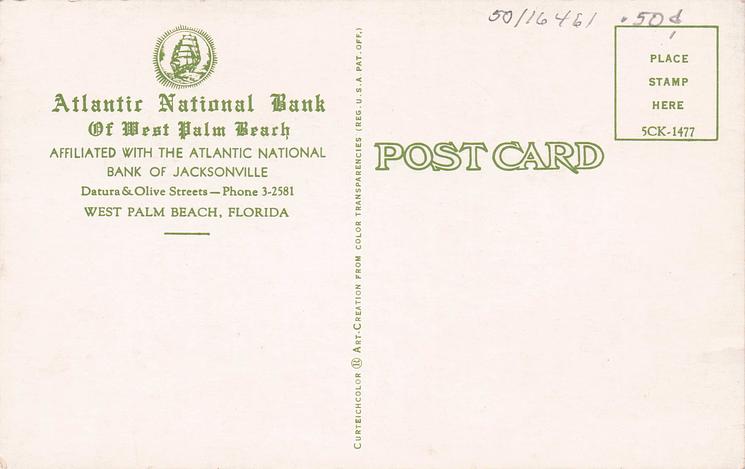 50/16461 .50¢
Atlantic National Bank
Of West Palm Beach
AFFILIATED WITH THE ATLANTIC NATIONAL
BANK OF JACKSONVILLE
Datura & Olive Streets — Phone 3-2581
WEST PALM BEACH, FLORIDA
CURTEICHCOLOR ® ART-CREATION FROM COLOR TRANSPARENCIES (REG. U.S.A PAT. OFF.)
POST CARD
PLACE
STAMP
HERE
5CK-1477